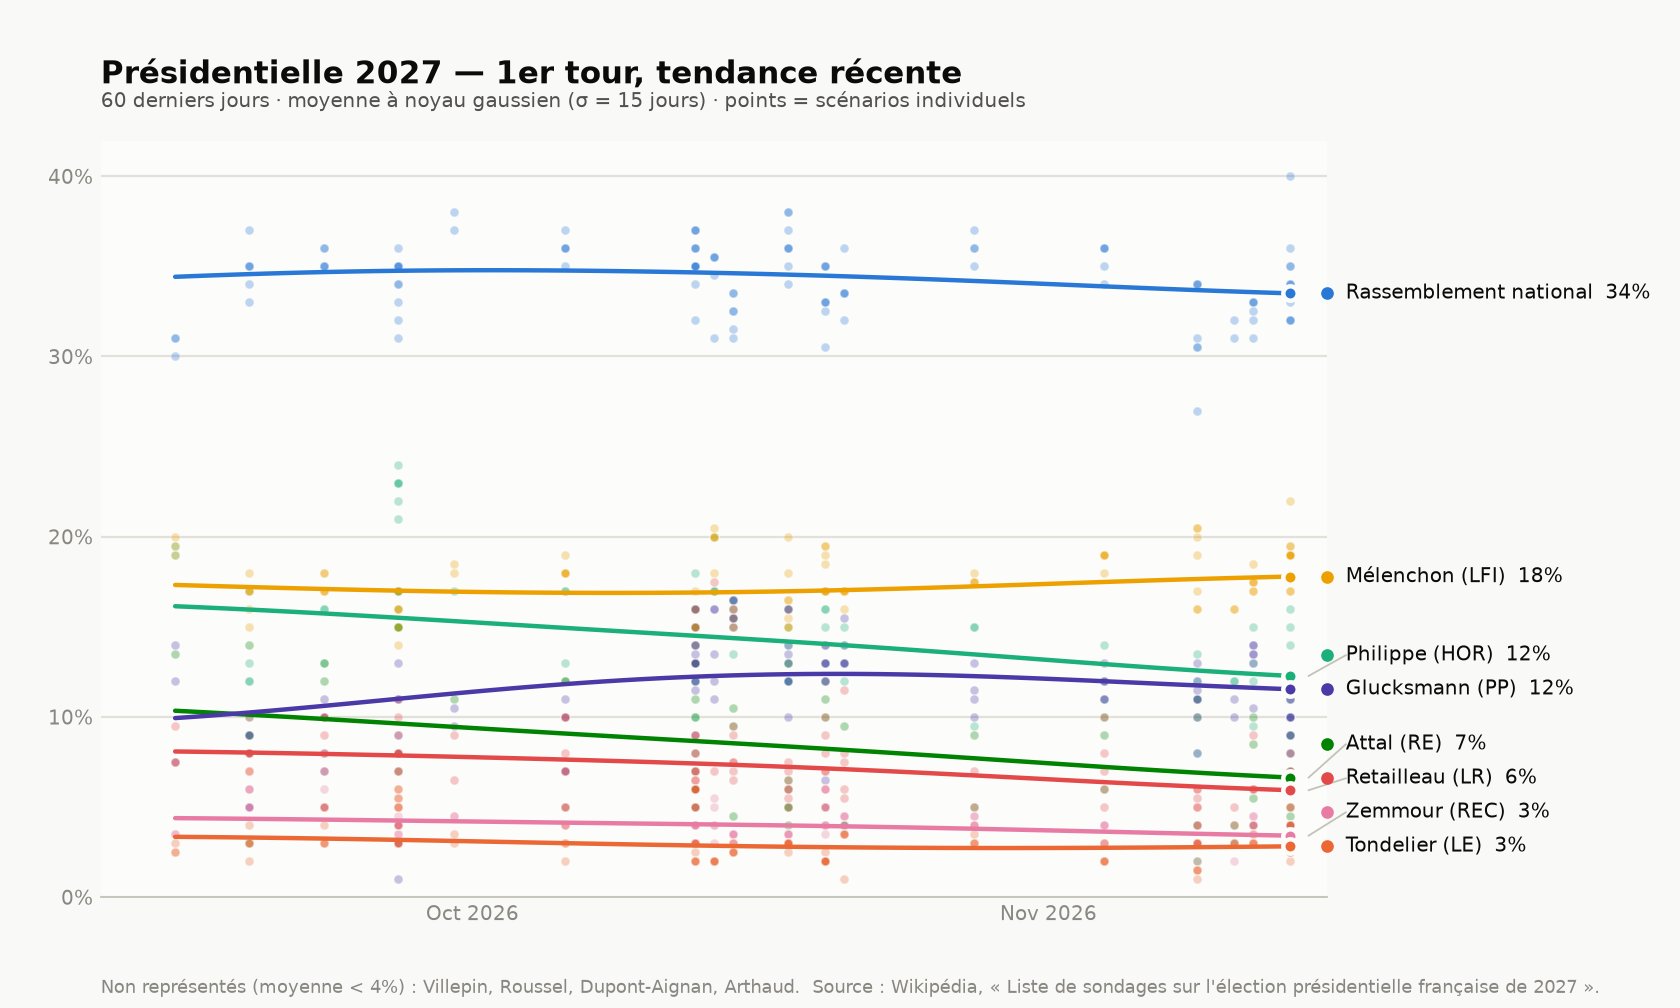 Présidentielle 2027 — 1er tour, tendance récente
60 derniers jours · moyenne à noyau gaussien (σ = 15 jours) · points = scénarios individuels
40%
30%
20%
10%
0%
Oct 2026
Nov 2026
Rassemblement national 34%
Mélenchon (LFI) 18%
Philippe (HOR) 12%
Glucksmann (PP) 12%
Attal (RE) 7%
Retailleau (LR) 6%
Zemmour (REC) 3%
Tondelier (LE) 3%
Non représentés (moyenne < 4%) : Villepin, Roussel, Dupont-Aignan, Arthaud. Source : Wikipédia, « Liste de sondages sur l'élection présidentielle française de 2027 ».